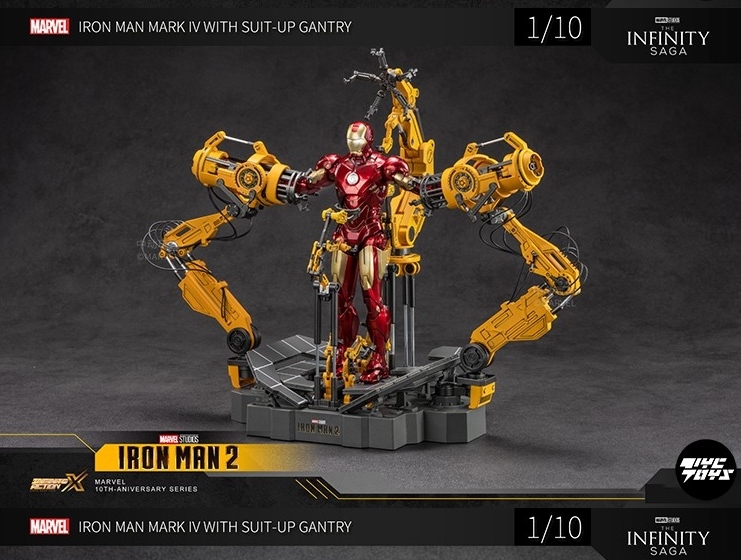 MARVEL IRON MAN MARK IV WITH SUIT-UP GANTRY
1/10
MARVEL STUDIOS
THE
INFINITY
SAGA
IRON MAN 2
MARVEL STUDIOS
IRON MAN 2
MARVEL
10TH-ANIVERSARY SERIES
NYC
TOYS
MARVEL IRON MAN MARK IV WITH SUIT-UP GANTRY
1/10
MARVEL STUDIOS
THE
INFINITY
SAGA